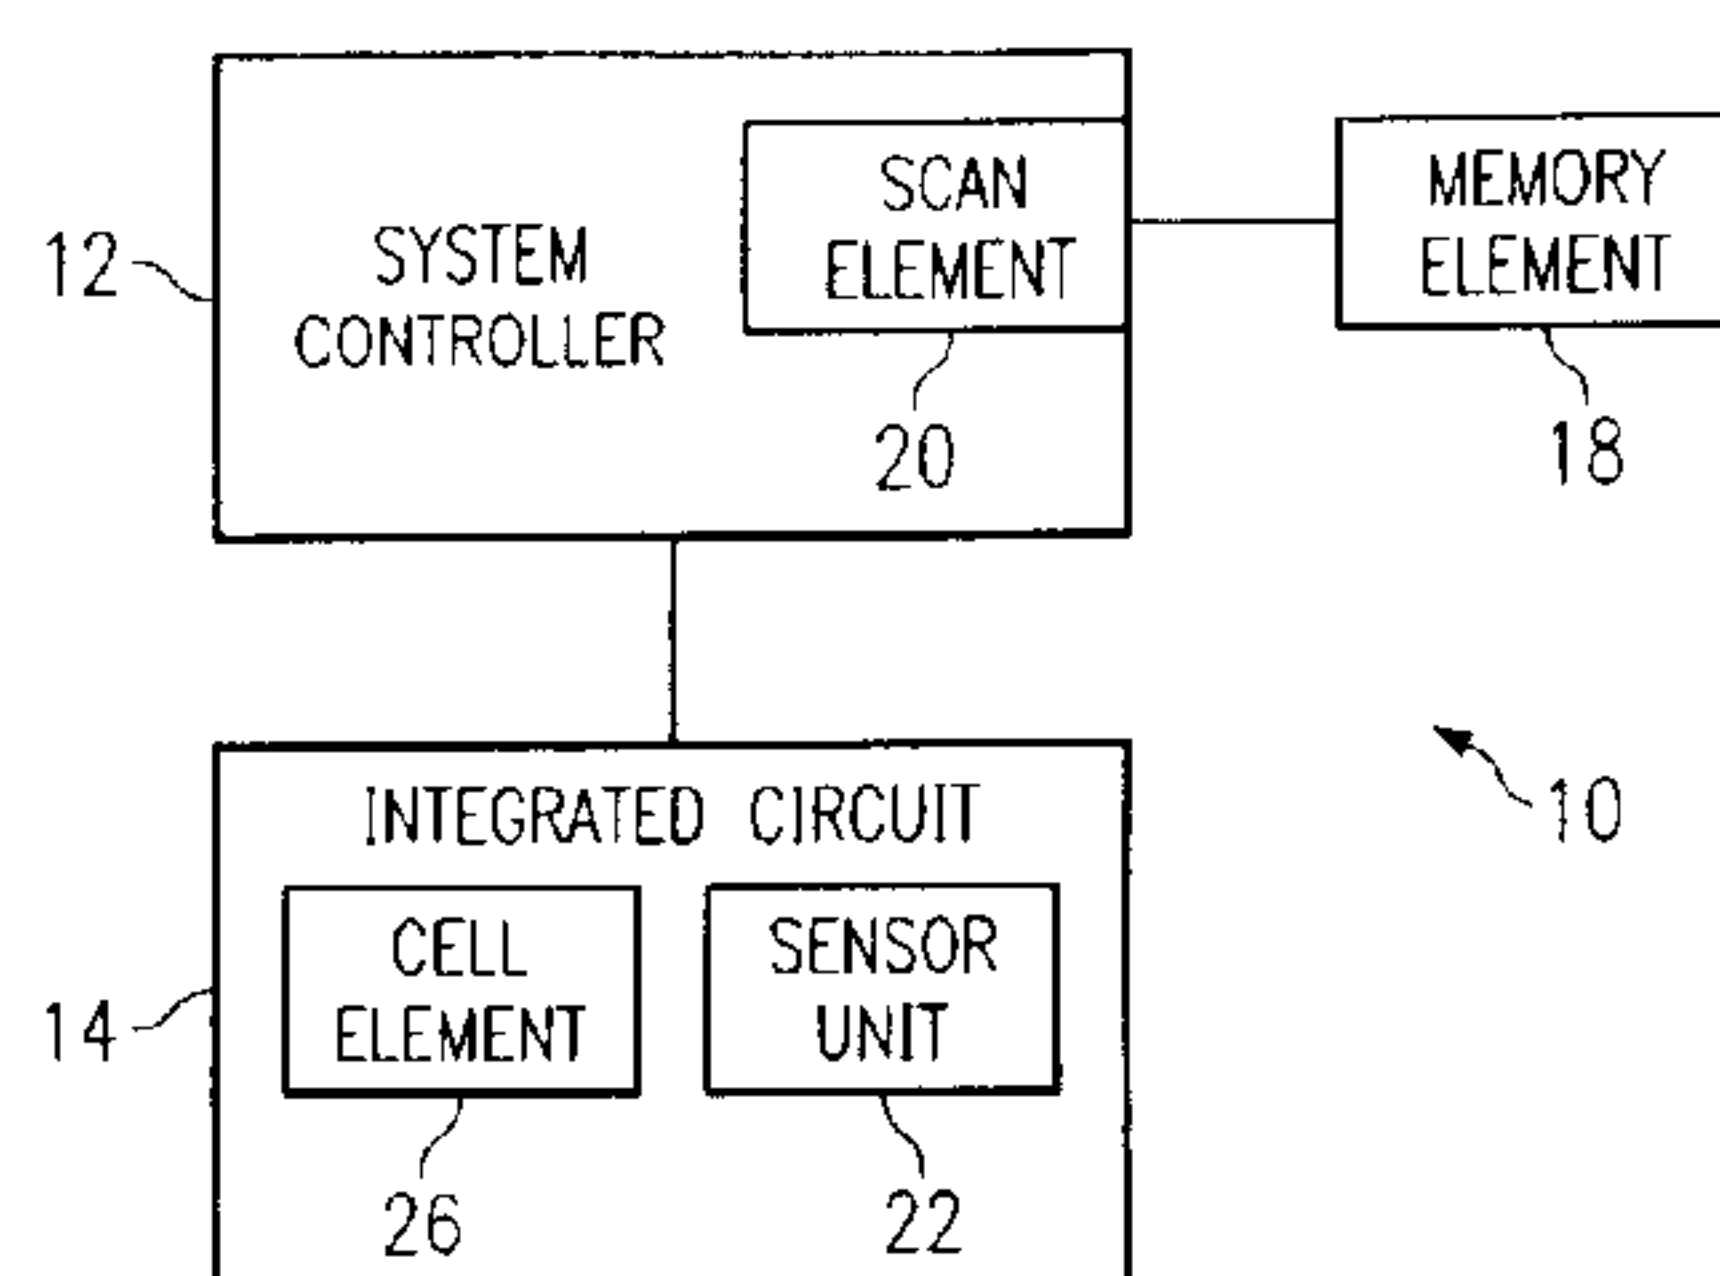 SCAN
ELEMENT
MEMORY
ELEMENT
12
SYSTEM
CONTROLLER
20
18
INTEGRATED CIRCUIT
10
CELL
ELEMENT
SENSOR
UNIT
14
26
22